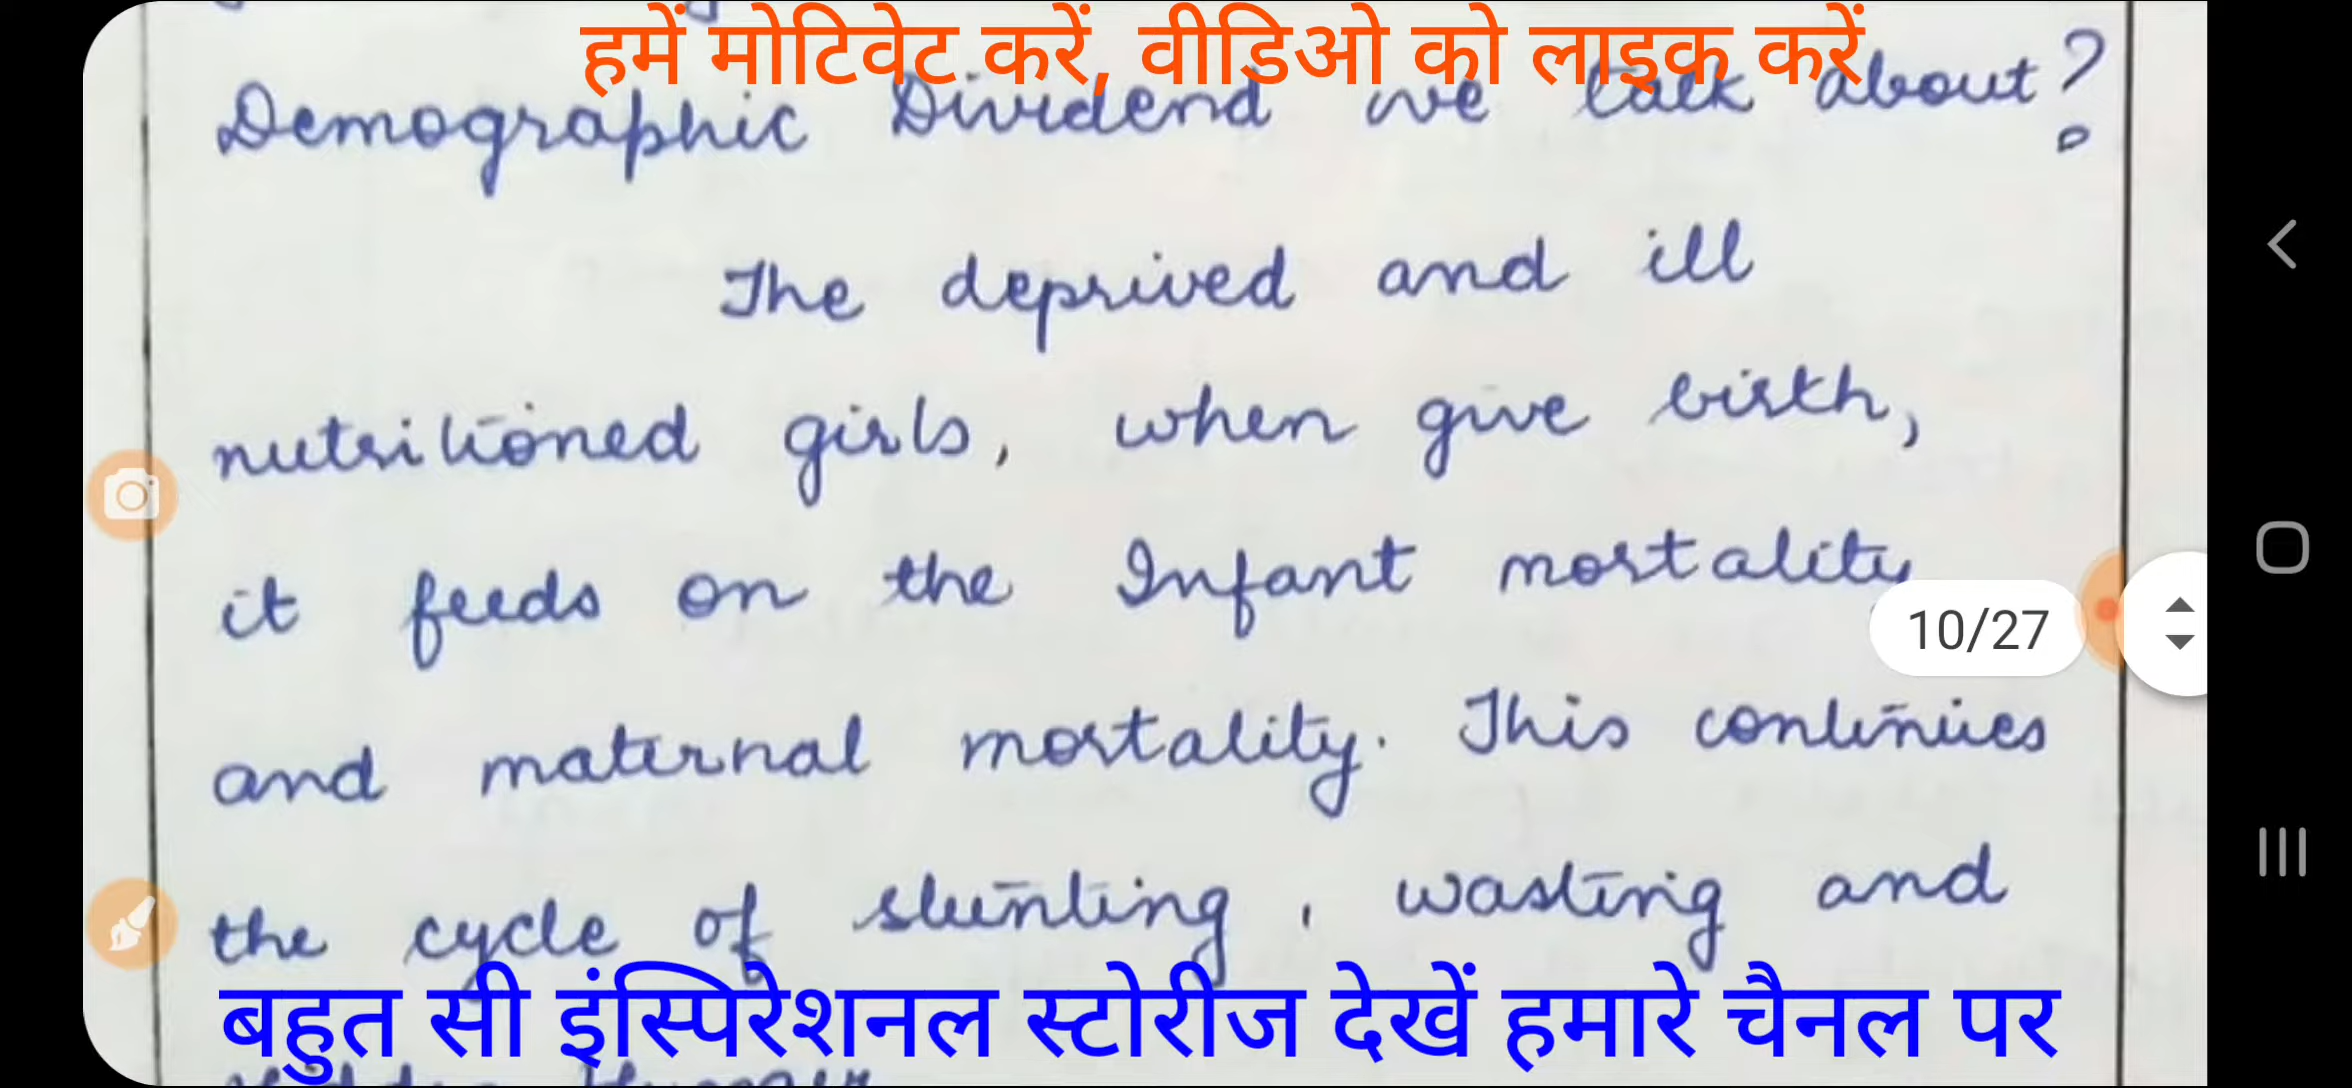 हमें मोटिवेट करें, वीडिओ को लाइक करें
Demographic Dividend we talk about?
The deprived and ill
nutritioned girls, when give birth,
it feeds on the Infant mortality
10/27
and maternal mortality. This continues
the cycle of stunting, wasting and
बहुत सी इंस्पिरेशनल स्टोरीज देखें हमारे चैनल पर